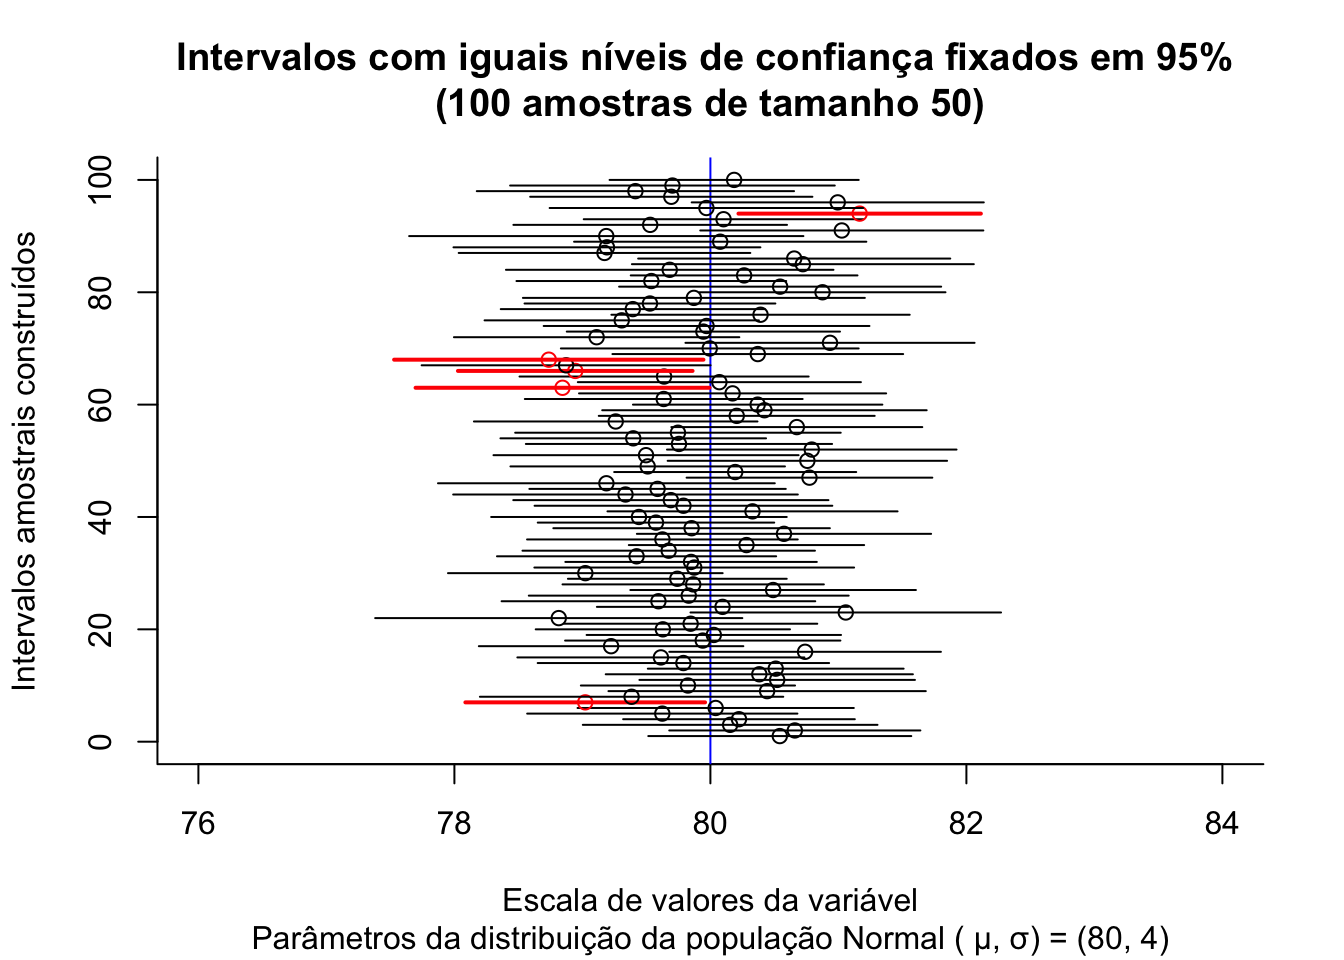 Intervalos com iguais níveis de confiança fixados em 95%
(100 amostras de tamanho 50)
Intervalos amostrais construídos
100
80
60
40
20
0
76 78 80 82 84
Escala de valores da variável
Parâmetros da distribuição da população Normal ( μ, σ) = (80, 4)